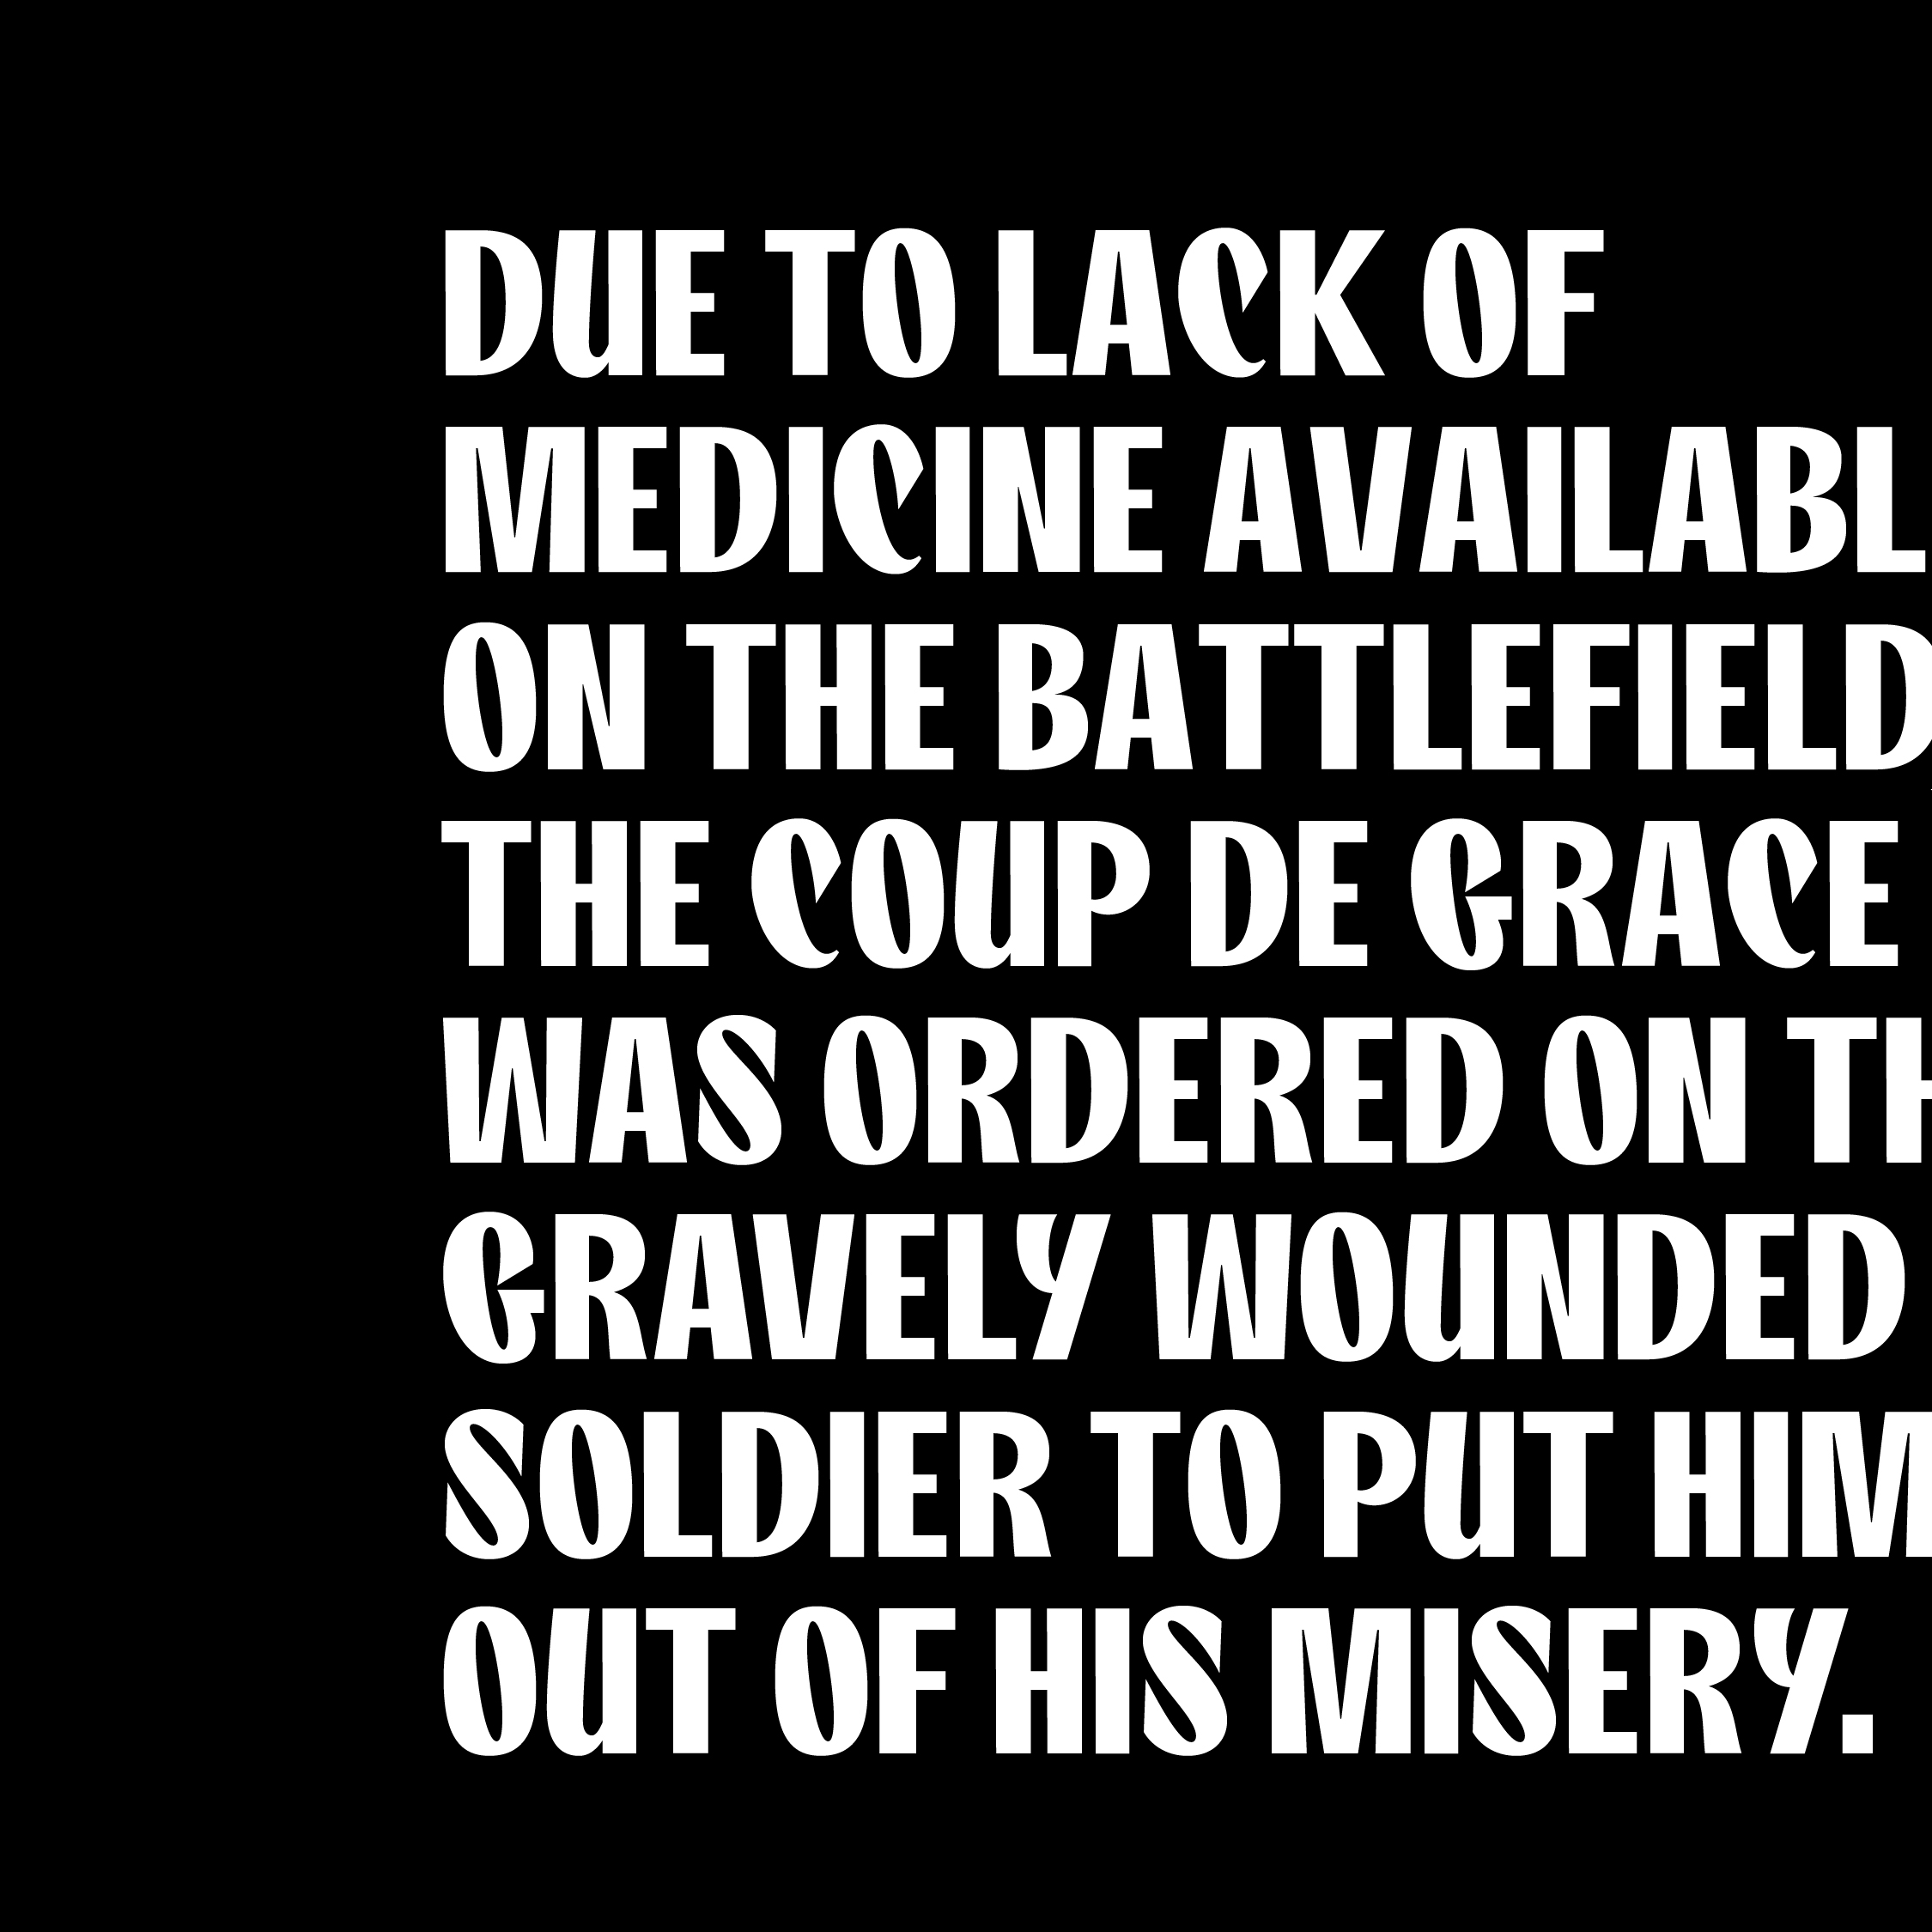 DUE TO LACK OF
MEDICINE AVAILABL
ON THE BATTLEFIELD
THE COUP DE GRACE
WAS ORDERED ON TH
GRAVELY WOUNDED
SOLDIER TO PUT HIM
OUT OF HIS MISERY.